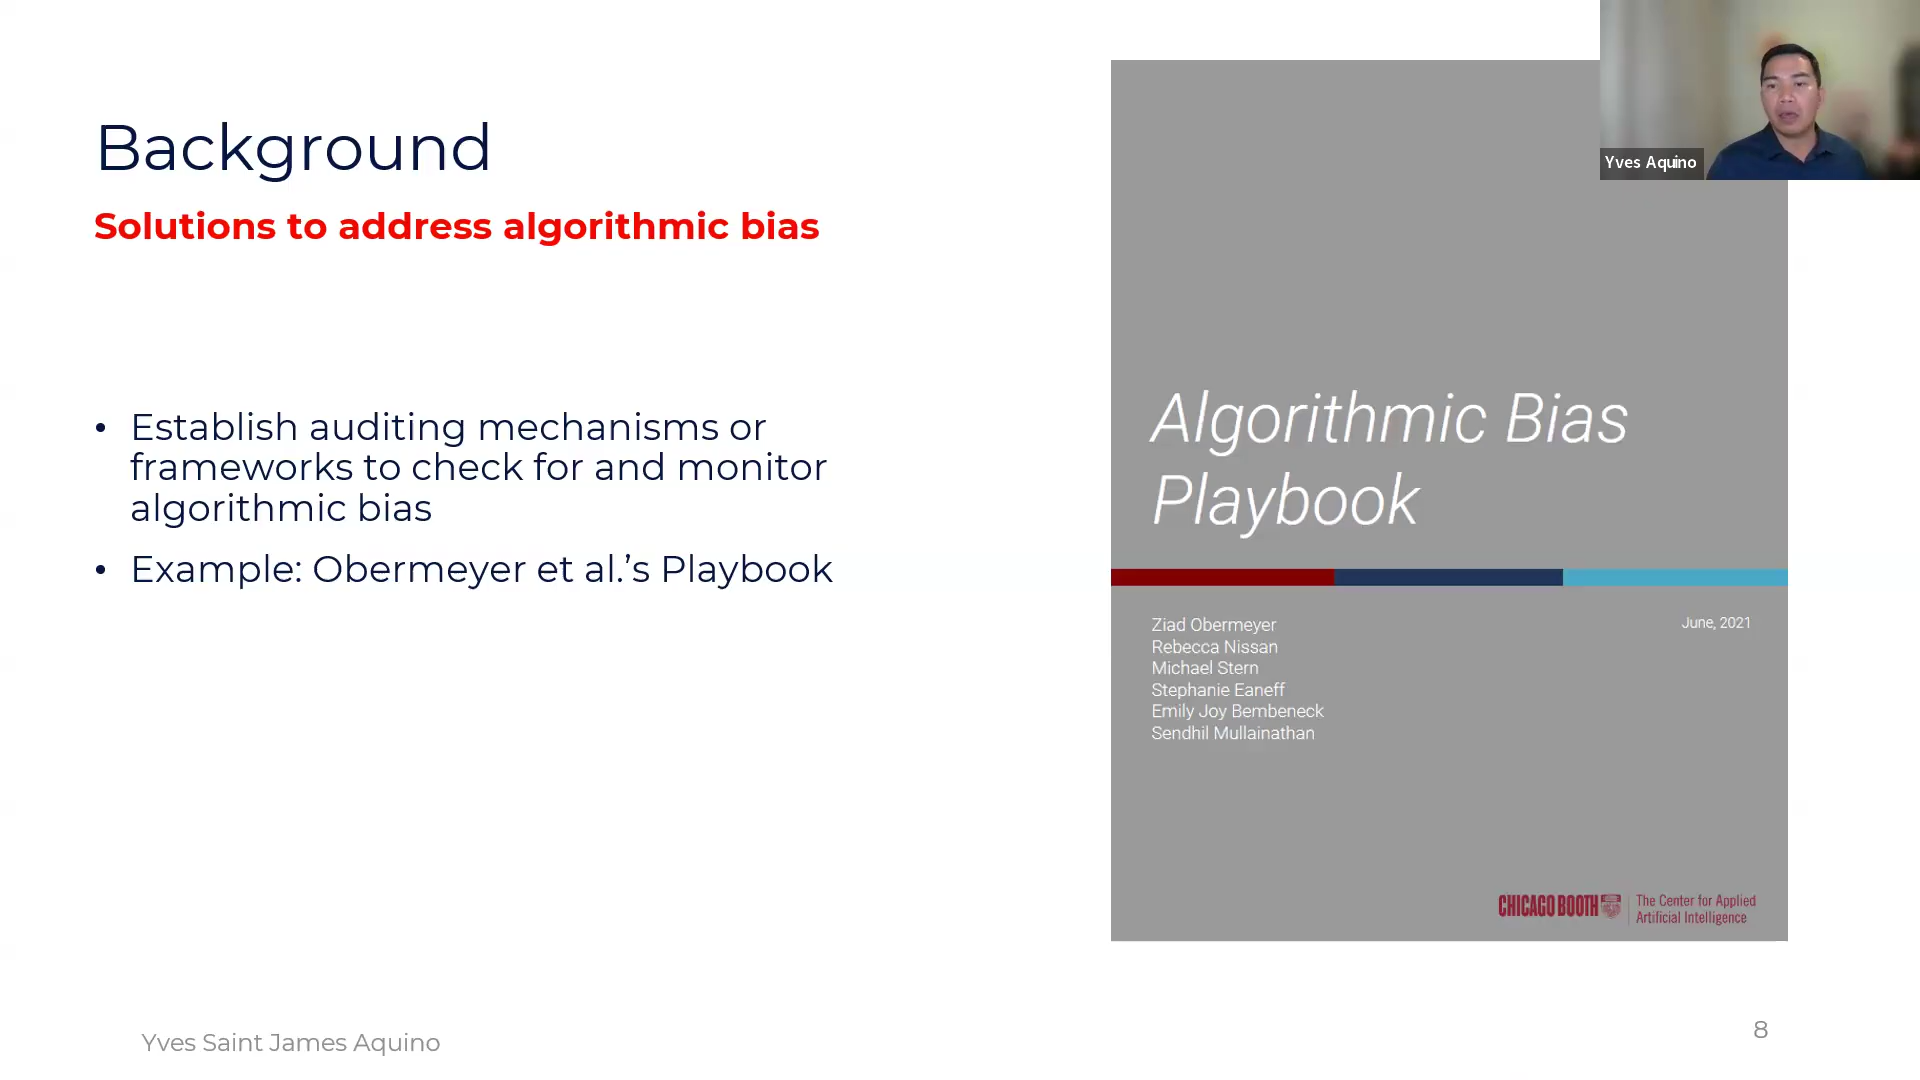 Background
Solutions to address algorithmic bias
• Establish auditing mechanisms or
frameworks to check for and monitor
algorithmic bias
• Example: Obermeyer et al.’s Playbook
Yves Aquino
Algorithmic Bias
Playbook
Ziad Obermeyer
Rebecca Nissan
Michael Stern
Stephanie Eaneff
Emily Joy Bembeneck
Sendhil Mullainathan
June, 2021
CHICAGO BOOTH
The Center for Applied
Artificial Intelligence
Yves Saint James Aquino
8